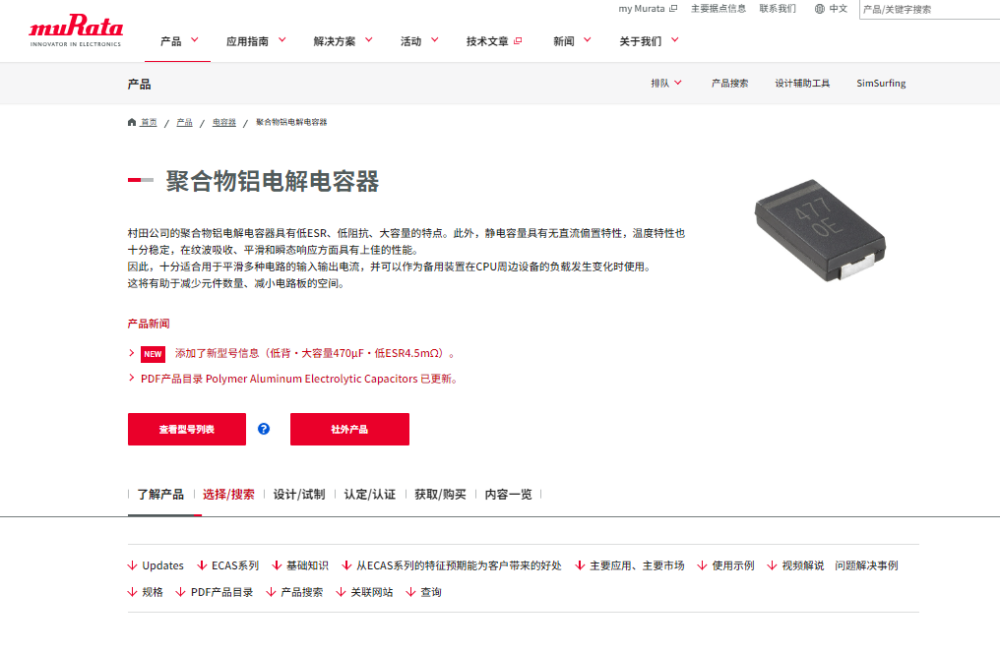 my Murata 主要据点信息 联系我们 中文 产品/关键字搜索
muRata
INNOVATOR IN ELECTRONICS
产品 应用指南 解决方案 活动 技术文章 新闻 关于我们
产品 排队 产品搜索 设计辅助工具 SimSurfing
首页 / 产品 / 电容器 / 聚合物铝电解电容器
聚合物铝电解电容器
477
0E
村田公司的聚合物铝电解电容器具有低ESR、低阻抗、大容量的特点。此外，静电容量具有无直流偏置特性，温度特性也
十分稳定，在纹波吸收、平滑和瞬态响应方面具有上佳的性能。
因此，十分适合用于平滑多种电路的输入输出电流，并可以作为备用装置在CPU周边设备的负载发生变化时使用。
这将有助于减少元件数量、减小电路板的空间。
产品新闻
NEW 添加了新型号信息（低背・大容量470μF・低ESR4.5mΩ）。
PDF产品目录 Polymer Aluminum Electrolytic Capacitors 已更新。
查看型号列表 ? 社外产品
了解产品 选择/搜索 设计/试制 认定/认证 获取/购买 内容一览
Updates ECAS系列 基础知识 从ECAS系列的特征预期能为客户带来的好处 主要应用、主要市场 使用示例 视频解说 问题解决事例
规格 PDF产品目录 产品搜索 关联网站 查询